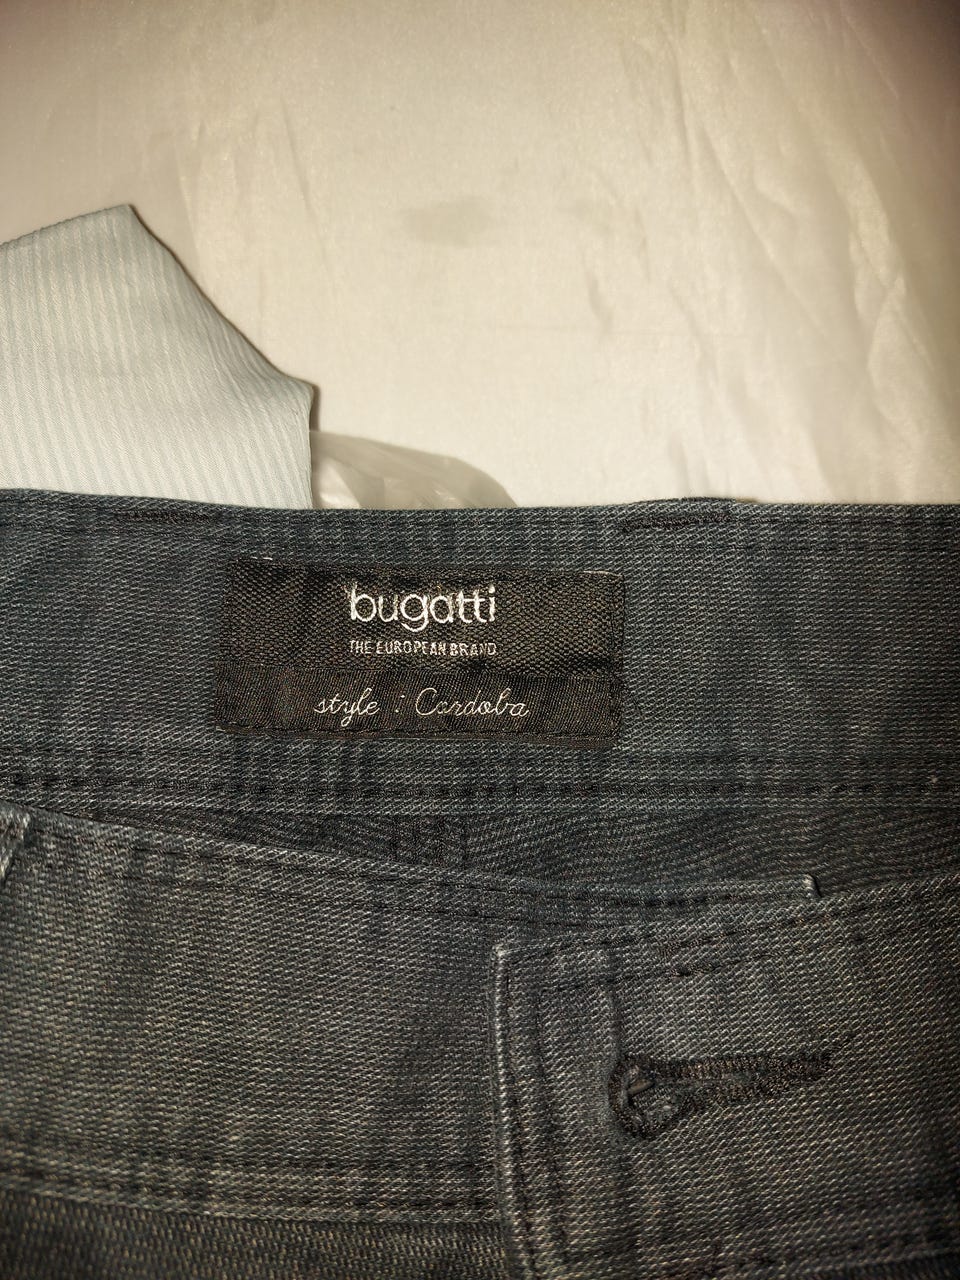 bugatti
THE EUROPEAN BRAND
style : Cordoba